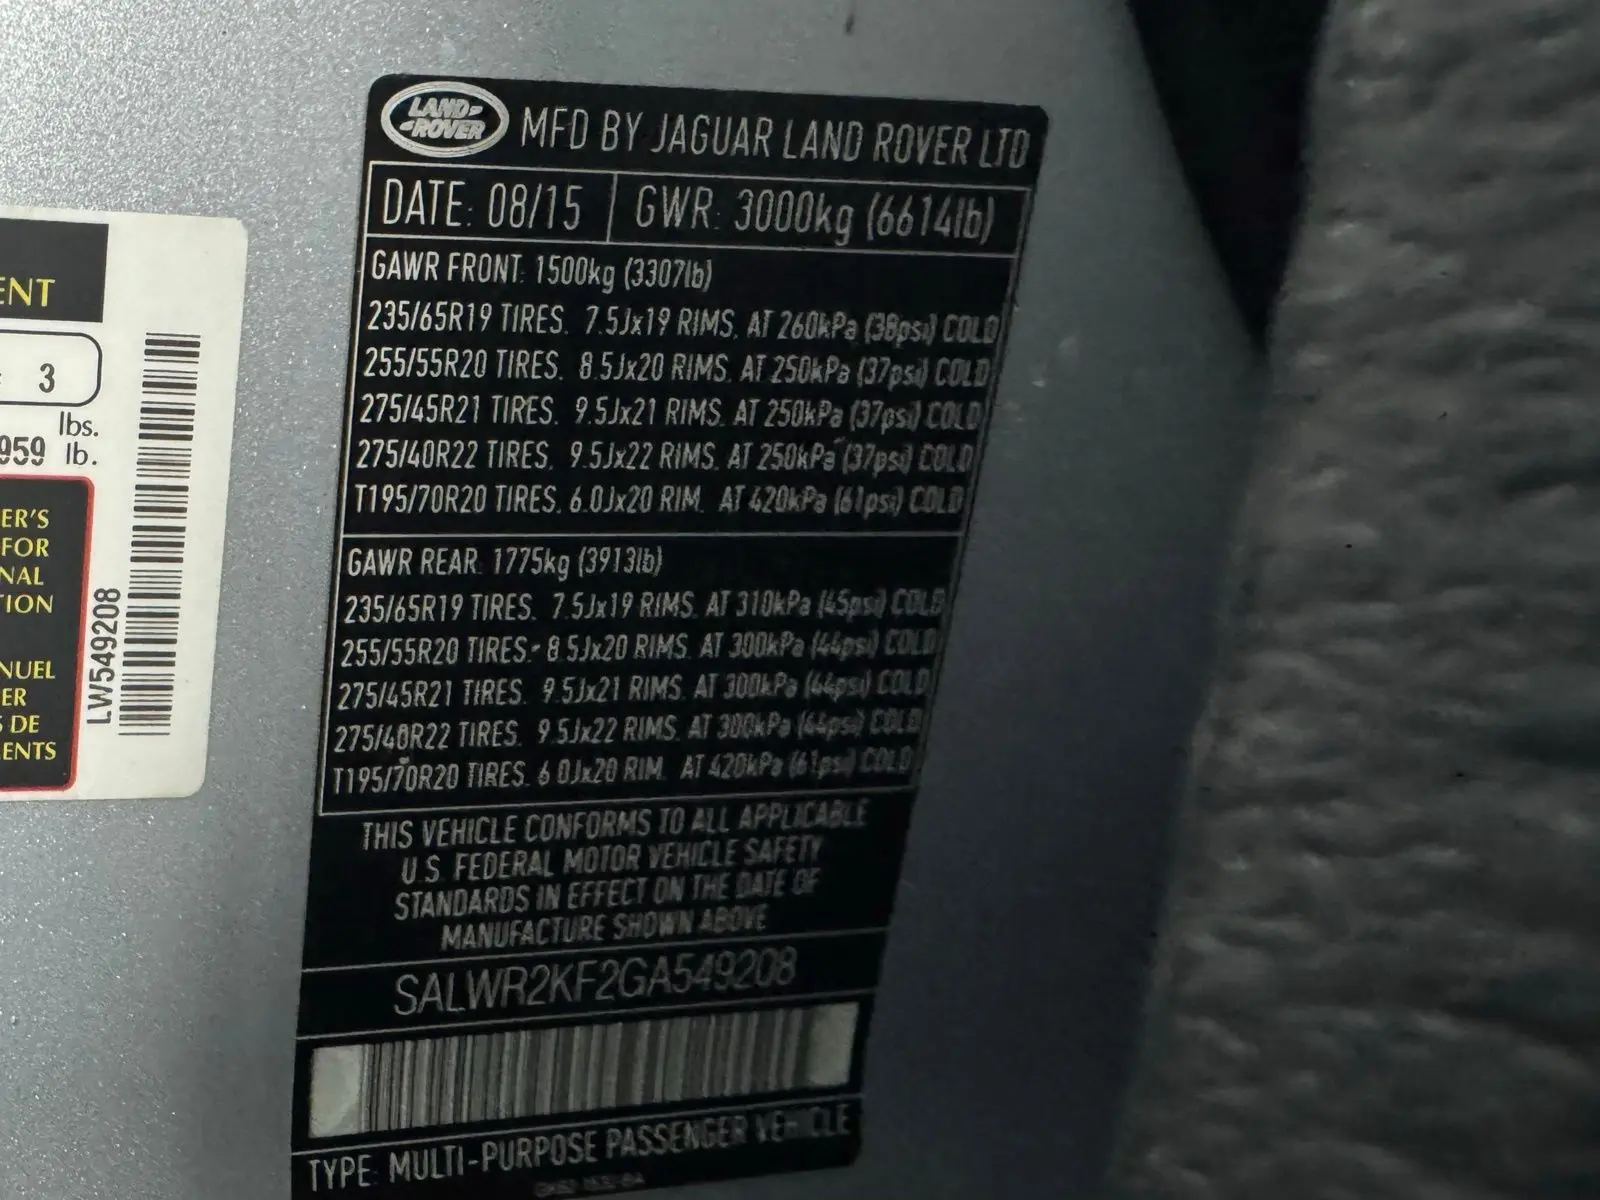 ENT
3
lbs.
959 lb.
ER'S
FOR
NAL
TION
NUEL
ER
S DE
ENTS
LW549208
LAND-
-ROVER
MFD BY JAGUAR LAND ROVER LTD
DATE: 08/15 GWR: 3000kg (6614lb)
GAWR FRONT: 1500kg (3307lb)
235/65R19 TIRES. 7.5Jx19 RIMS. AT 260kPa (38psi) COLD
255/55R20 TIRES. 8.5Jx20 RIMS. AT 250kPa (37psi) COLD
275/45R21 TIRES. 9.5Jx21 RIMS. AT 250kPa (37psi) COLD
275/40R22 TIRES. 9.5Jx22 RIMS. AT 250kPa (37psi) COLD
T195/70R20 TIRES. 6.0Jx20 RIM. AT 420kPa (61psi) COLD
GAWR REAR: 1775kg (3913lb)
235/65R19 TIRES. 7.5Jx19 RIMS. AT 310kPa (45psi) COLD
255/55R20 TIRES. 8.5Jx20 RIMS. AT 300kPa (44psi) COLD
275/45R21 TIRES. 9.5Jx21 RIMS. AT 300kPa (44psi) COLD
275/40R22 TIRES. 9.5Jx22 RIMS. AT 300kPa (44psi) COLD
T195/70R20 TIRES. 6.0Jx20 RIM. AT 420kPa (61psi) COLD
THIS VEHICLE CONFORMS TO ALL APPLICABLE
U.S. FEDERAL MOTOR VEHICLE SAFETY
STANDARDS IN EFFECT ON THE DATE OF
MANUFACTURE SHOWN ABOVE
SALWR2KF2GA549208
TYPE: MULTI-PURPOSE PASSENGER VEHICLE